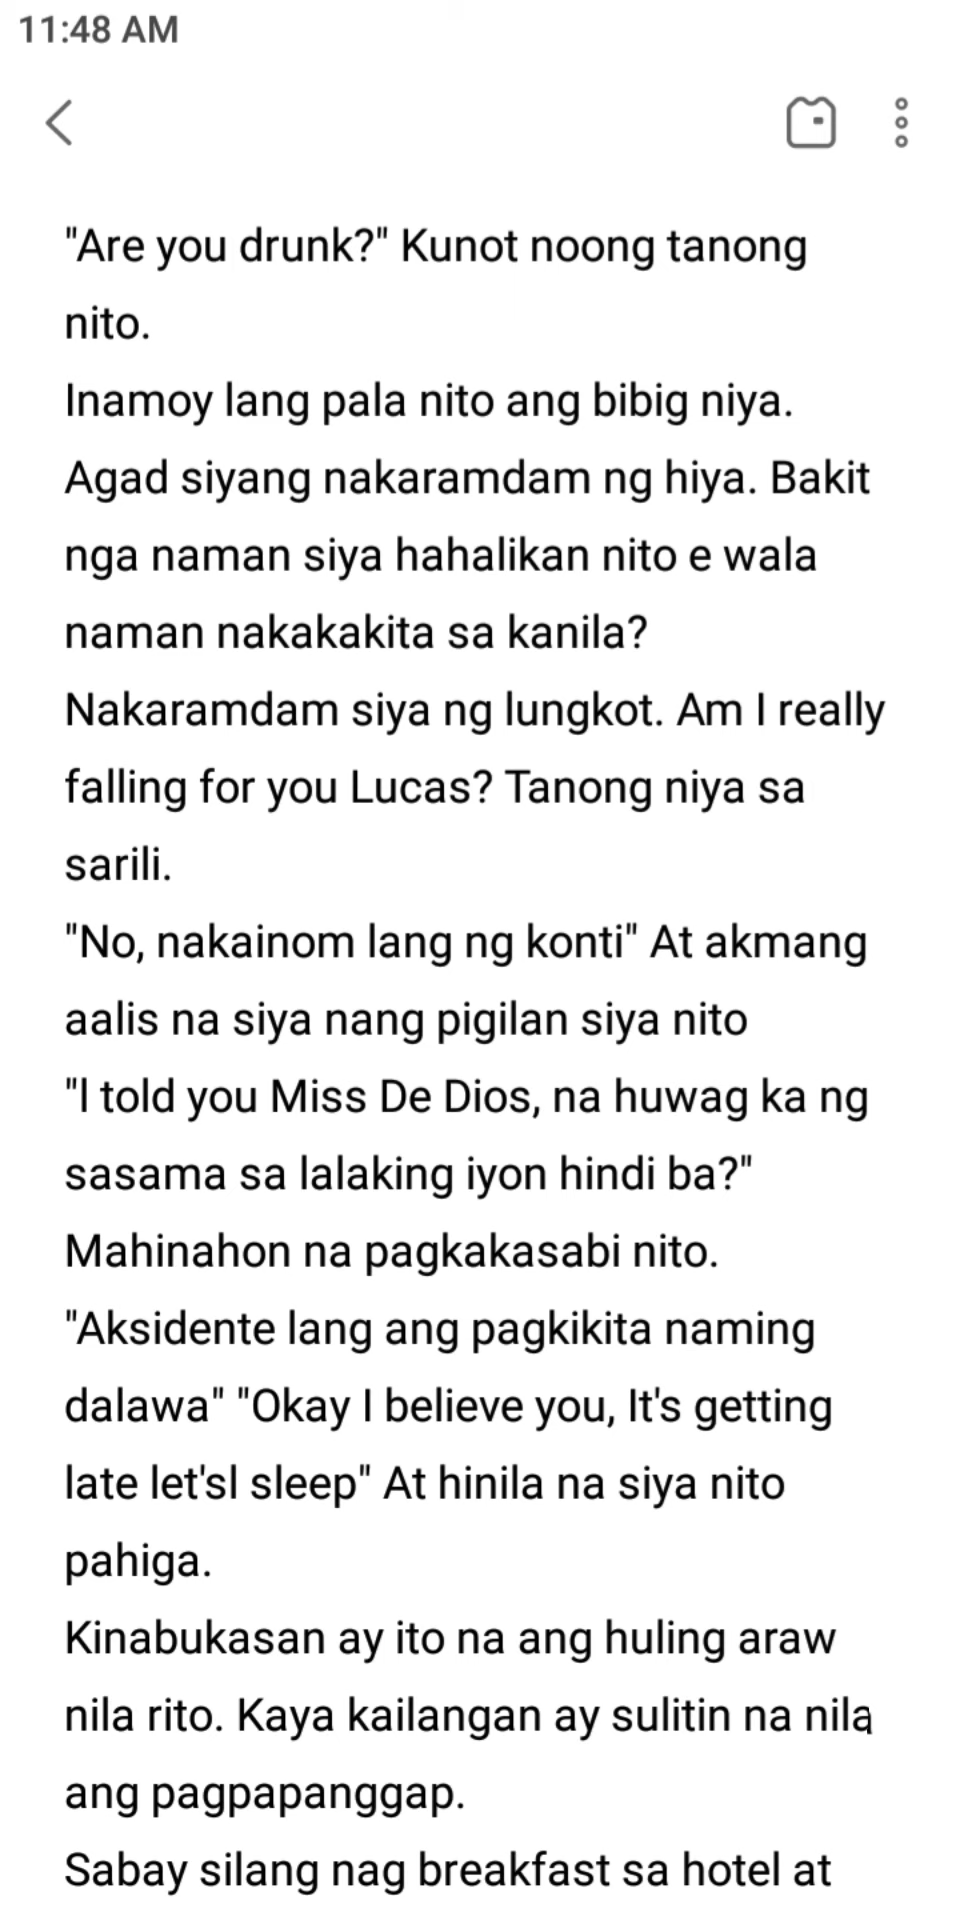 11:48 AM
"Are you drunk?" Kunot noong tanong
nito.
Inamoy lang pala nito ang bibig niya.
Agad siyang nakaramdam ng hiya. Bakit
nga naman siya hahalikan nito e wala
naman nakakakita sa kanila?
Nakaramdam siya ng lungkot. Am I really
falling for you Lucas? Tanong niya sa
sarili.
"No, nakainom lang ng konti" At akmang
aalis na siya nang pigilan siya nito
"I told you Miss De Dios, na huwag ka ng
sasama sa lalaking iyon hindi ba?"
Mahinahon na pagkakasabi nito.
"Aksidente lang ang pagkikita naming
dalawa" "Okay I believe you, It's getting
late let'sl sleep" At hinila na siya nito
pahiga.
Kinabukasan ay ito na ang huling araw
nila rito. Kaya kailangan ay sulitin na nila
ang pagpapanggap.
Sabay silang nag breakfast sa hotel at